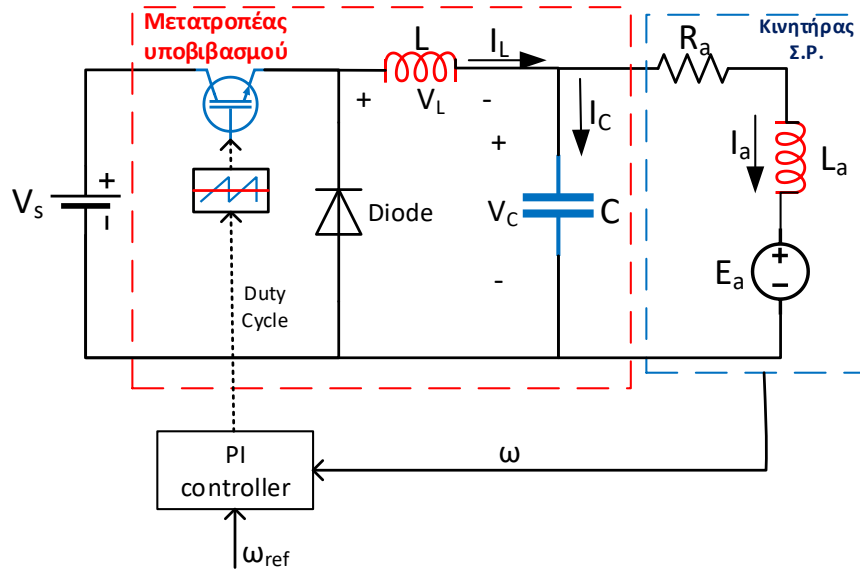 Μετατροπέας
υποβιβασμού
L
I_L
+
V_L
-
R_a
Κινητήρας
Σ.Ρ.
I_C
+
V_C
C
-
I_a
L_a
V_s
+
-
Diode
E_a
+
-
Duty
Cycle
PI
controller
ω
ω_ref